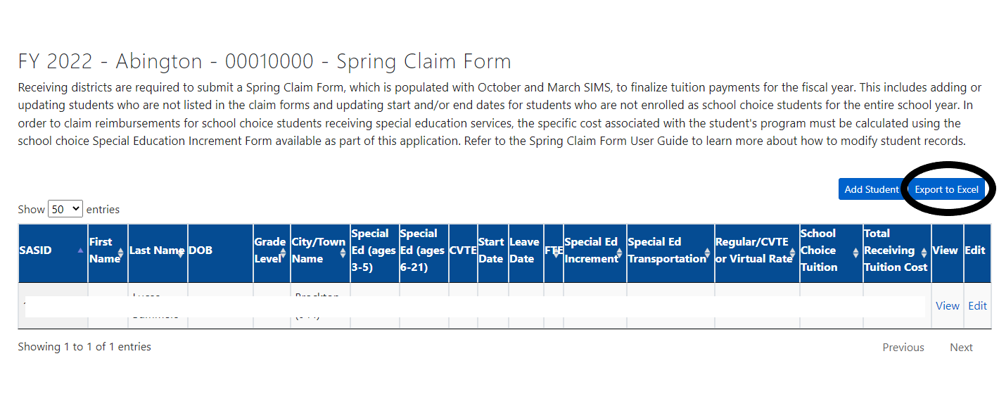 FY 2022 - Abington - 00010000 - Spring Claim Form
Receiving districts are required to submit a Spring Claim Form, which is populated with October and March SIMS, to finalize tuition payments for the fiscal year. This includes adding or
updating students who are not listed in the claim forms and updating start and/or end dates for students who are not enrolled as school choice students for the entire school year. In
order to claim reimbursements for school choice students receiving special education services, the specific cost associated with the student's program must be calculated using the
school choice Special Education Increment Form available as part of this application. Refer to the Spring Claim Form User Guide to learn more about how to modify student records.
Add Student Export to Excel
Show 50 entries
SASID
First
Name
Last Name
DOB
Grade
Level
City/Town
Name
Special
Ed (ages
3-5)
Special
Ed (ages
6-21)
CVTE
Start
Date
Leave
Date
FTE
Special Ed
Increment
Special Ed
Transportation
Regular/CVTE
or Virtual Rate
School
Choice
Tuition
Total
Receiving
Tuition Cost
View
Edit
View Edit
Showing 1 to 1 of 1 entries
Previous Next